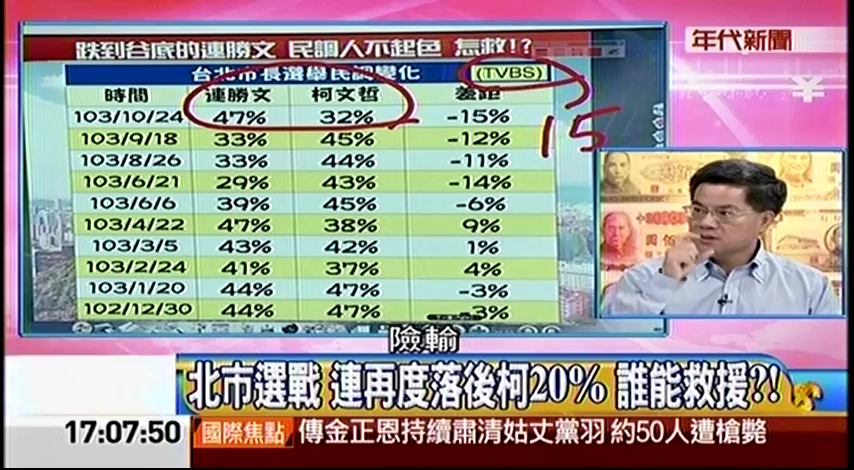 跌到谷底的連勝文 民調人不起色 怎救!?
年代新聞
台北市長選舉民調變化 (TVBS)
時間 連勝文 柯文哲 差距
103/10/24 47% 32% -15%
103/9/18 33% 45% -12%
103/8/26 33% 44% -11%
103/6/21 29% 43% -14%
103/6/6 39% 45% -6%
103/4/22 47% 38% 9%
103/3/5 43% 42% 1%
103/2/24 41% 37% 4%
103/1/20 44% 47% -3%
102/12/30 44% 47% -3%
15
險輸
北市選戰 連再度落後柯20% 誰能救援?!
17:07:50 國際焦點 傳金正恩持續肅清姑丈黨羽 約50人遭槍斃